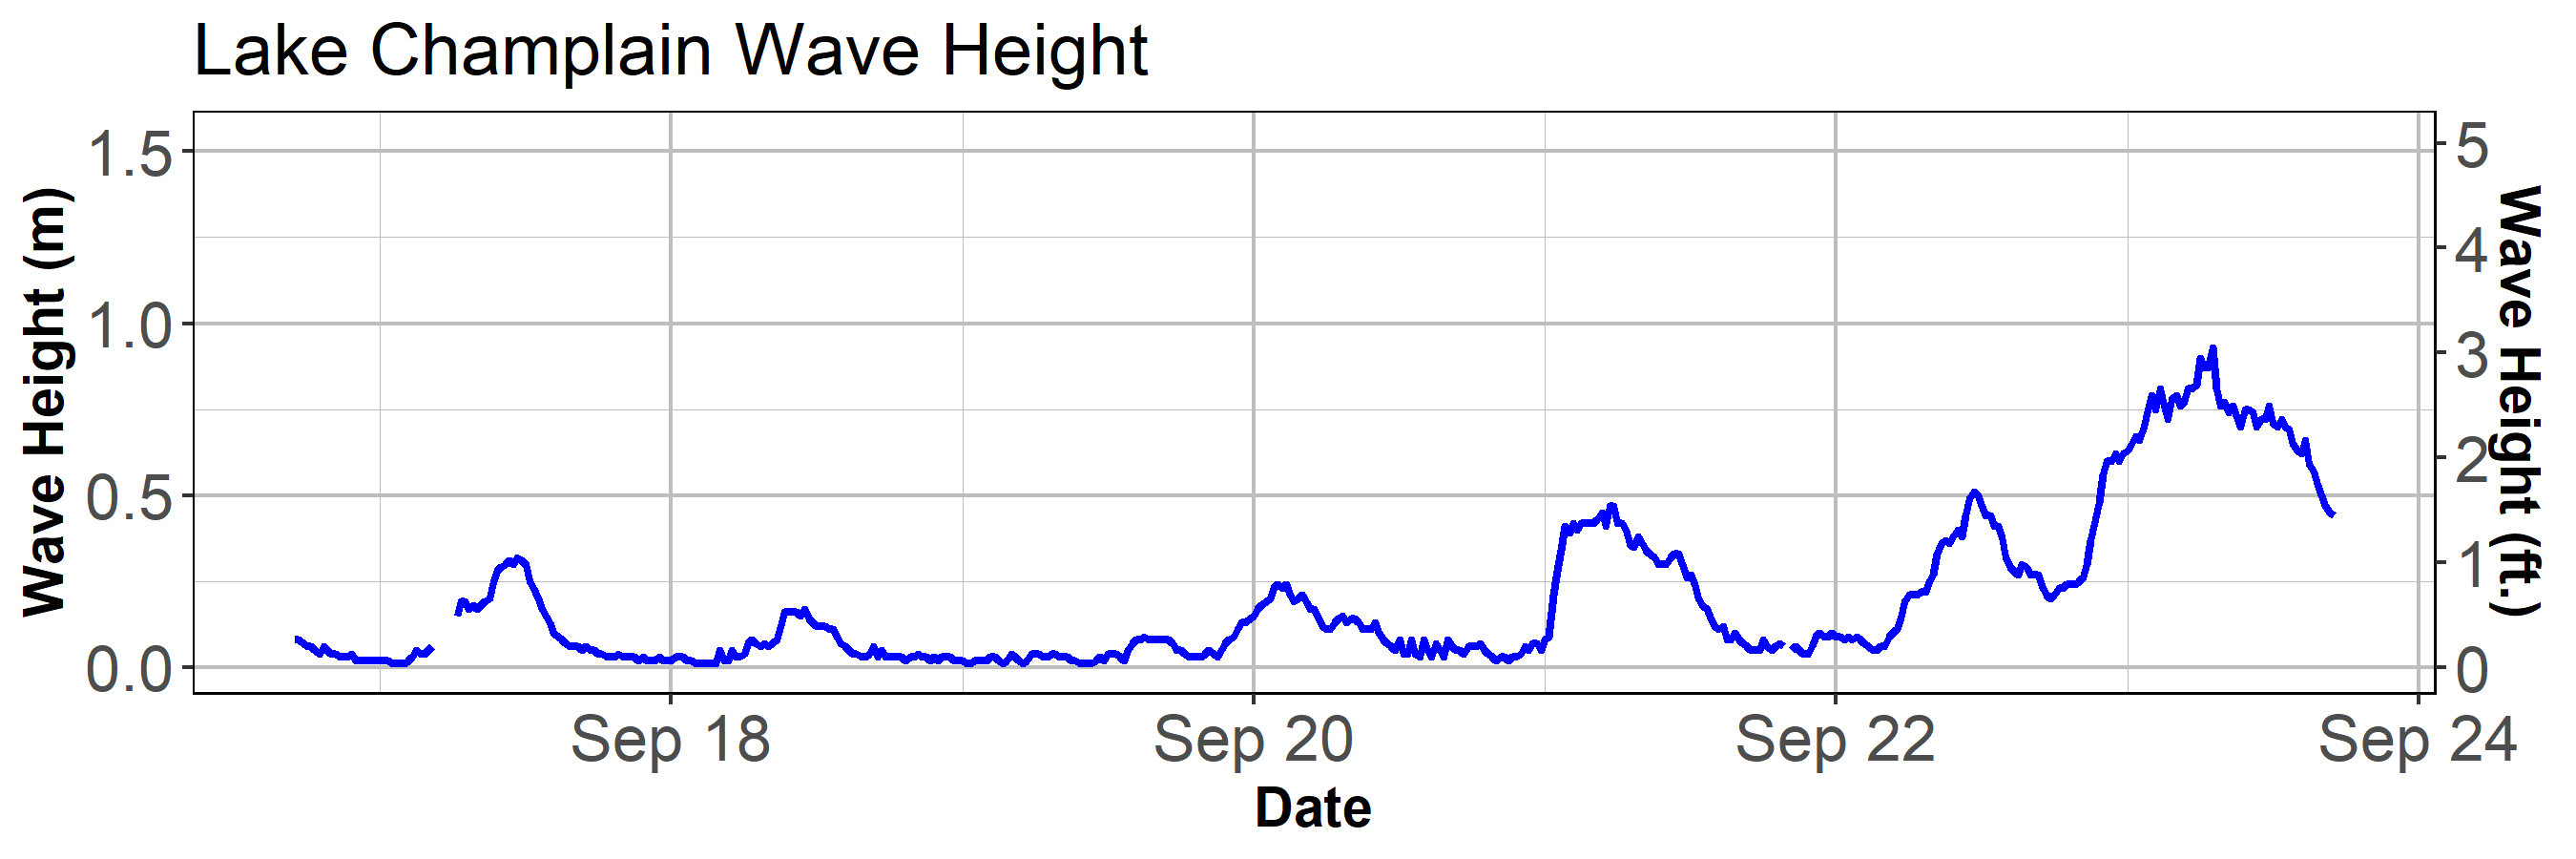 Lake Champlain Wave Height
Wave Height (m)
1.5
1.0
0.5
0.0
5
4
3
2
1
0
Wave Height (ft.)
Sep 18
Sep 20
Sep 22
Sep 24
Date